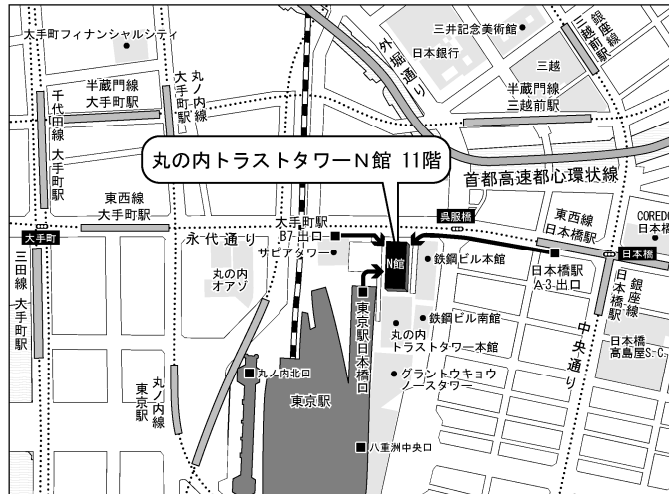 大手町フィナンシャルシティ
三井記念美術館
日本銀行
外堀通り
三越
銀座線
三越前駅
半蔵門線
三越前駅
半蔵門線
大手町駅
丸ノ内線
大手町駅
千代田線 大手町駅
丸の内トラストタワーN館 11階
首都高速都心環状線
東西線
大手町駅
大手町
永代通り
大手町駅
B7出口
サピアタワー
呉服橋
東西線
日本橋駅
COREDO
日本橋
日本橋
N館
鉄鋼ビル本館
日本橋駅
A-3出口
銀座線
日本橋駅
丸の内
オアゾ
三田線 大手町駅
東京駅日本橋口
鉄鋼ビル南館
丸の内
トラストタワー本館
中央通り
日本橋
高島屋S.C.
グラントウキョウ
ノースタワー
丸ノ内線
東京駅
丸ノ内北口
東京駅
八重洲中央口